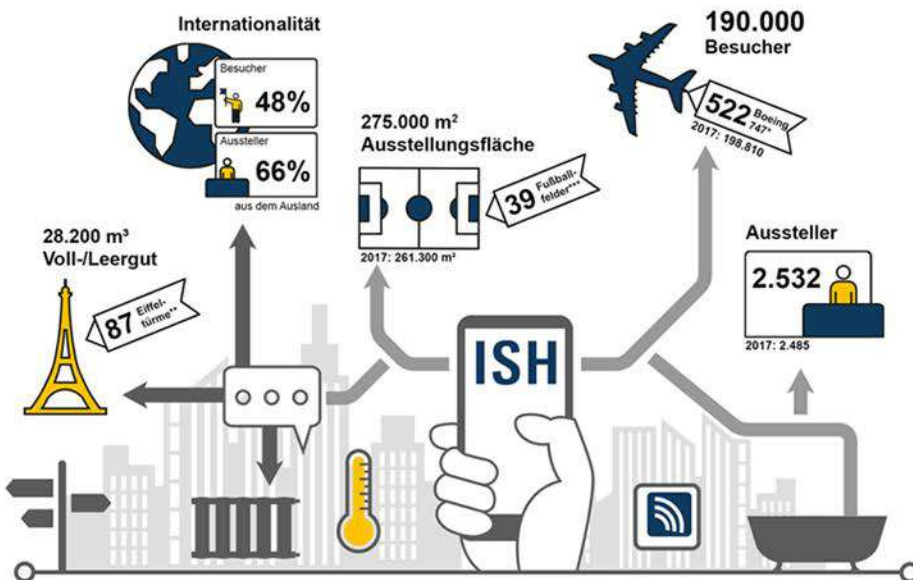 Internationalität
Besucher
48%
Aussteller
66%
aus dem Ausland
190.000
Besucher
522 Boeing
747*
2017: 198.810
275.000 m²
Ausstellungsfläche
39 Fußball-
felder***
2017: 261.300 m²
28.200 m³
Voll-/Leergut
87 Eiffel-
türme**
Aussteller
2.532
2017: 2.485
ISH